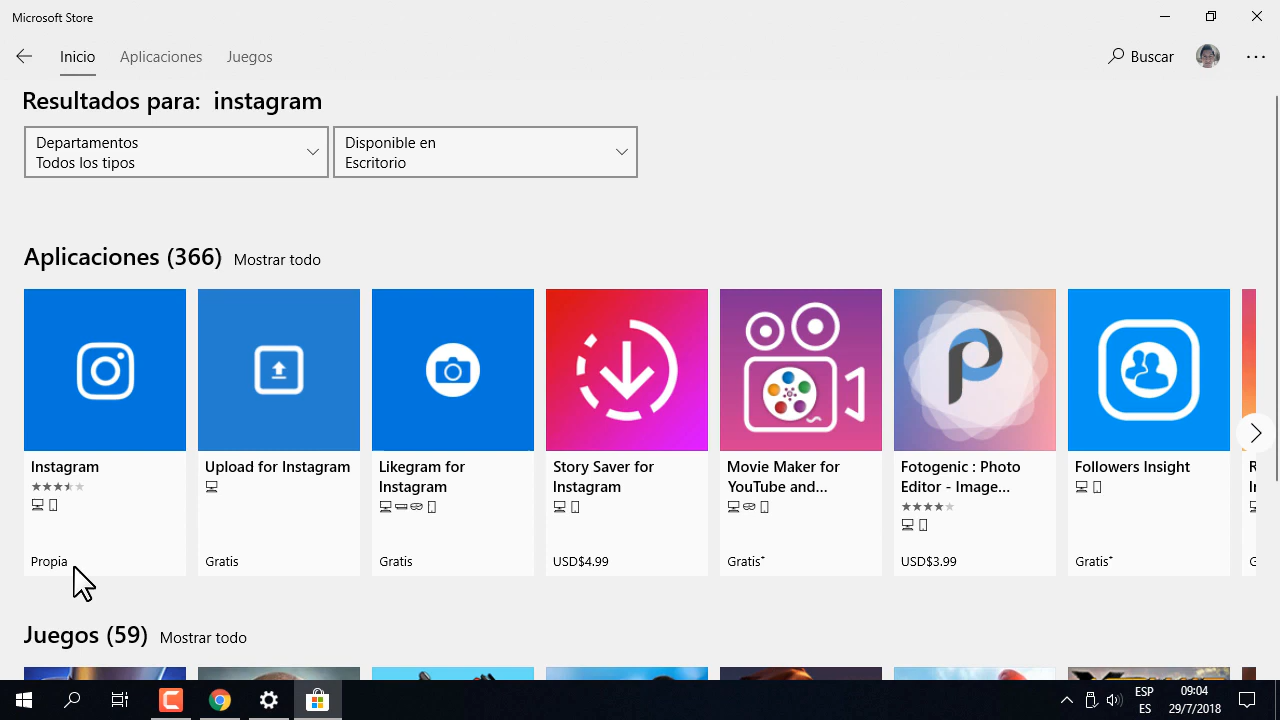 Microsoft Store
Inicio
Aplicaciones
Juegos
Buscar
Resultados para: instagram
Departamentos
Todos los tipos
Disponible en
Escritorio
Aplicaciones (366) Mostrar todo
Instagram
Propia
Upload for Instagram
Gratis
Likegram for
Instagram
Gratis
Story Saver for
Instagram
USD$4.99
Movie Maker for
YouTube and...
Gratis+
Fotogenic : Photo
Editor - Image...
USD$3.99
Followers Insight
Gratis+
Juegos (59) Mostrar todo
ESP
ES
09:04
29/7/2018